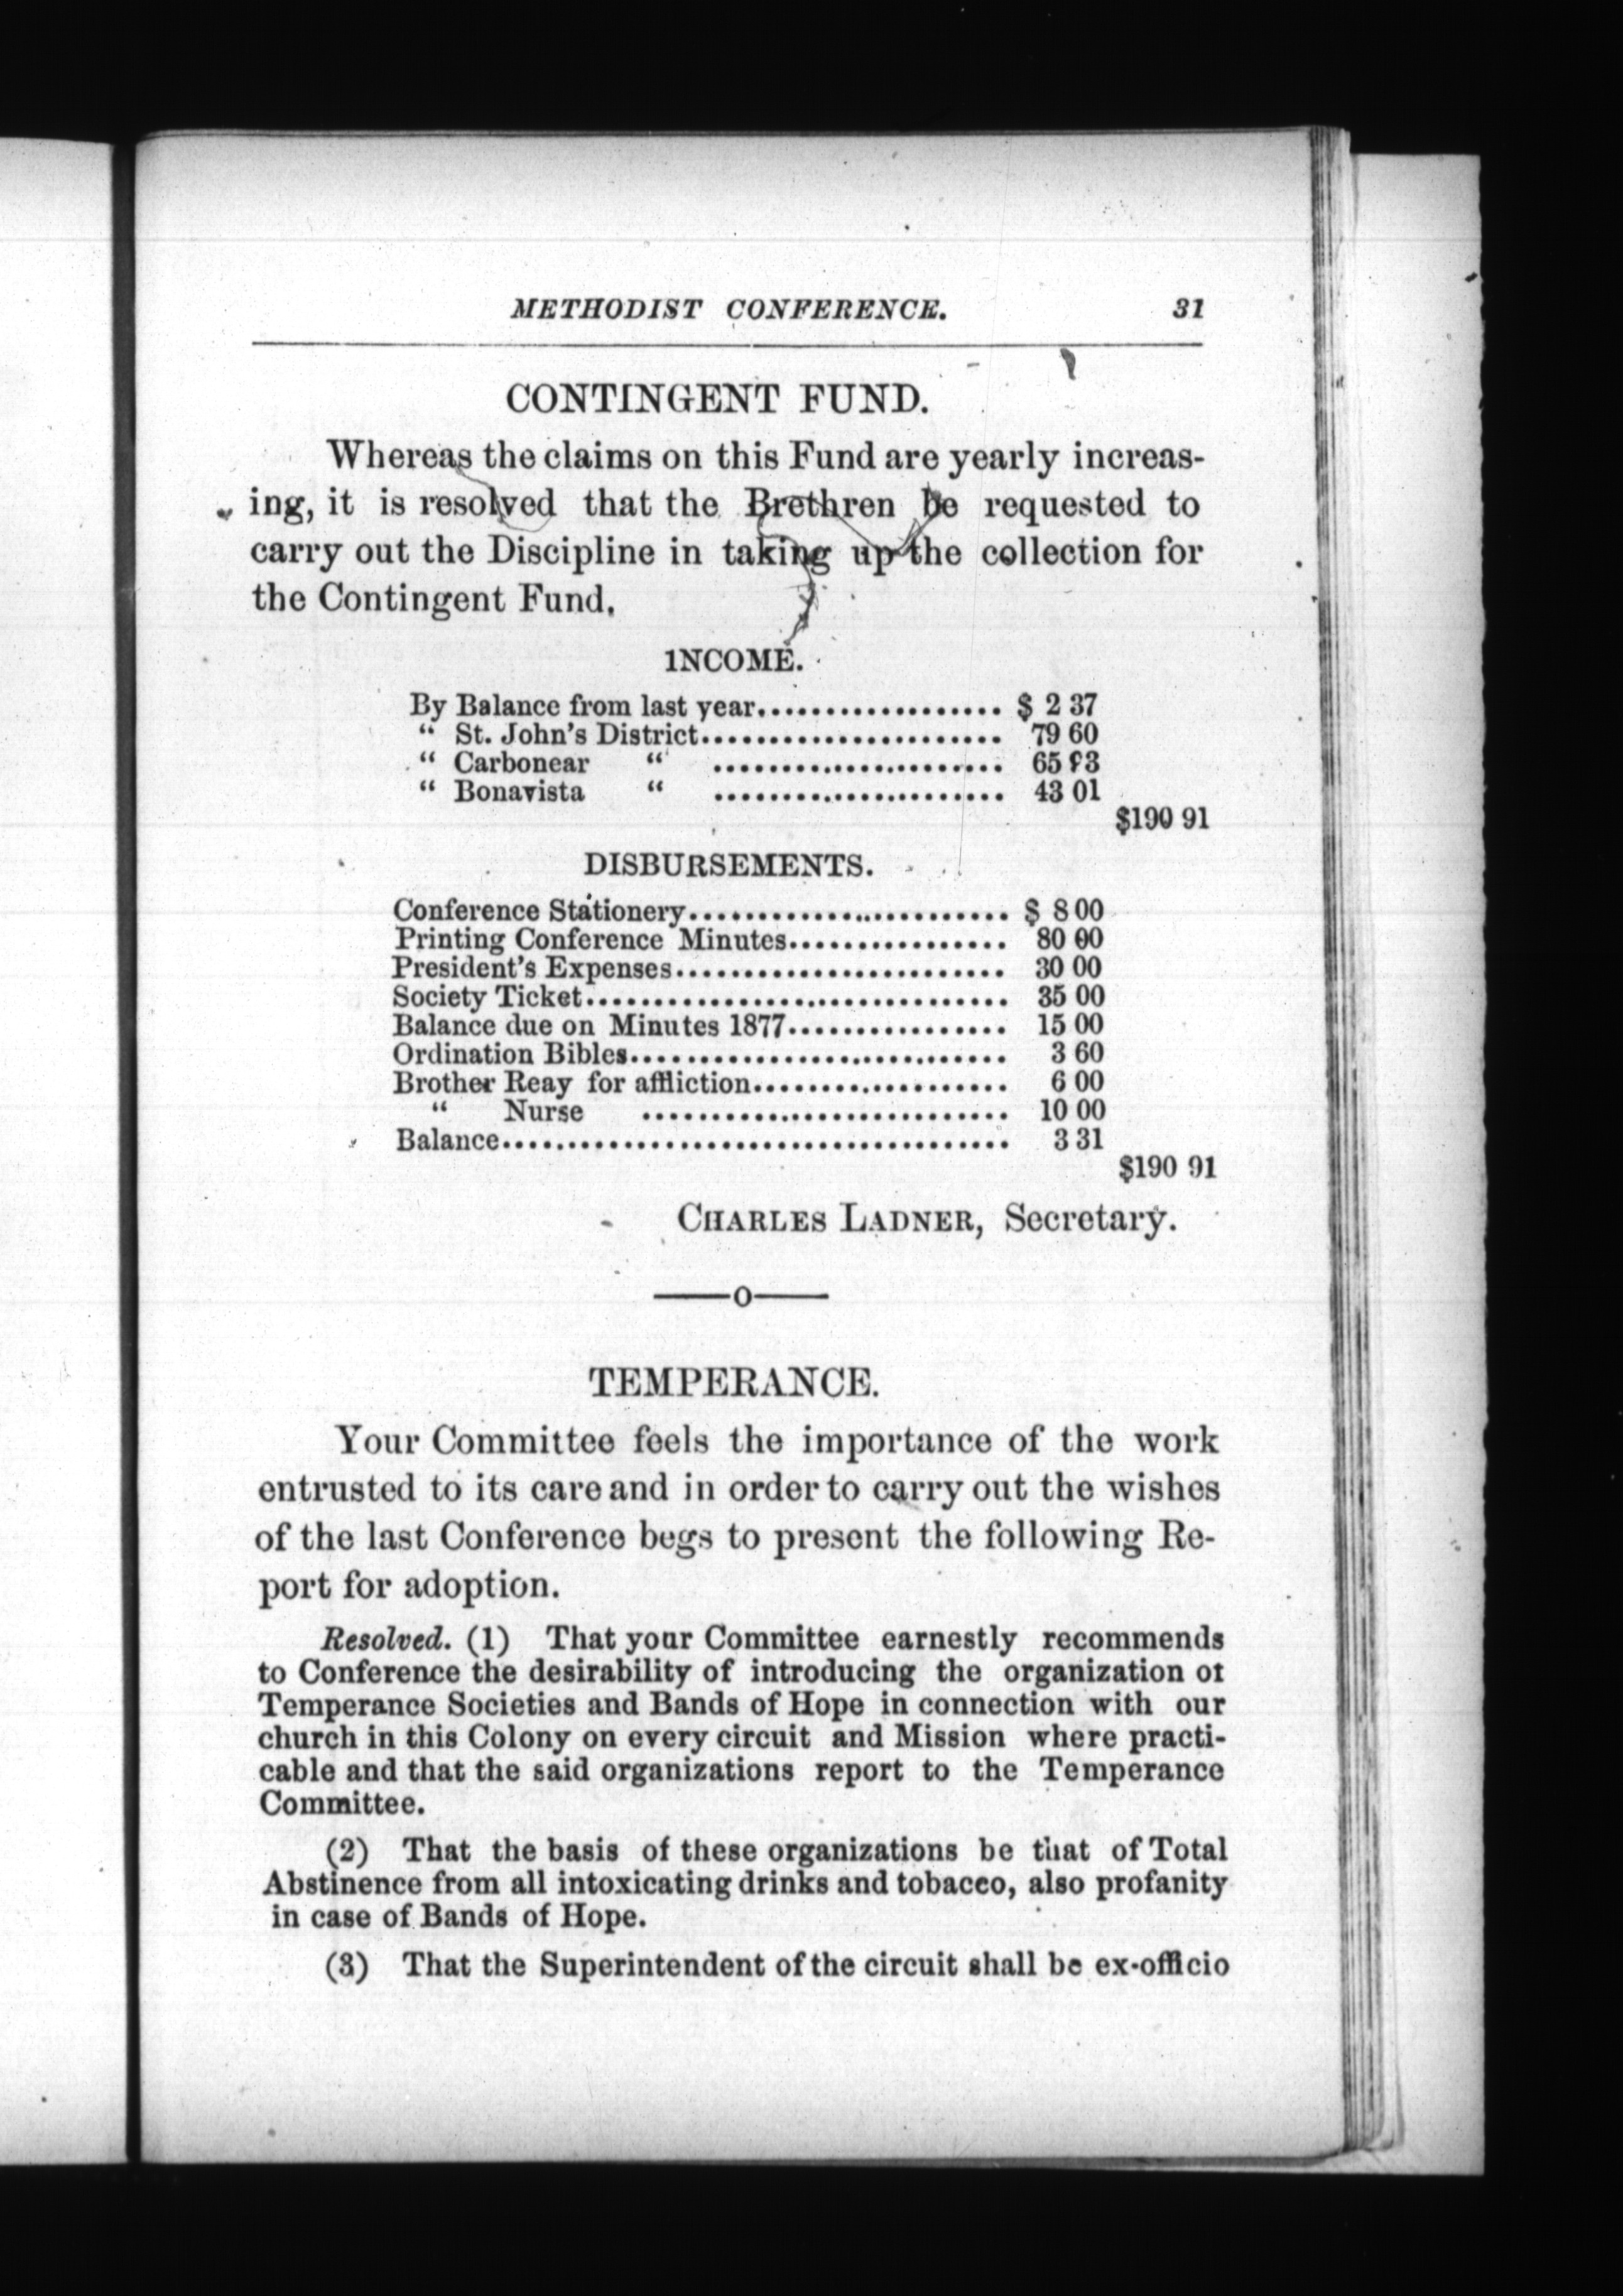 METHODIST CONFERENCE. 31
CONTINGENT FUND.
Whereas the claims on this Fund are yearly increas-
ing, it is resolved that the Brethren be requested to
carry out the Discipline in taking up the collection for
the Contingent Fund.
INCOME.
By Balance from last year.................. $ 2 37
“ St. John's District...................... 79 60
“ Carbonear “ ..................... 65 93
“ Bonavista “ ..................... 43 01
$190 91
DISBURSEMENTS.
Conference Stationery....................... $ 8 00
Printing Conference Minutes................ 80 00
President's Expenses........................ 30 00
Society Ticket............................... 35 00
Balance due on Minutes 1877................ 15 00
Ordination Bibles............................ 3 60
Brother Reay for affliction................... 6 00
“ Nurse ........................... 10 00
Balance..................................... 3 31
$190 91
CHARLES LADNER, Secretary.
——o——
TEMPERANCE.
Your Committee feels the importance of the work
entrusted to its care and in order to carry out the wishes
of the last Conference begs to present the following Re-
port for adoption.
Resolved. (1) That your Committee earnestly recommends
to Conference the desirability of introducing the organization of
Temperance Societies and Bands of Hope in connection with our
church in this Colony on every circuit and Mission where practi-
cable and that the said organizations report to the Temperance
Committee.
(2) That the basis of these organizations be that of Total
Abstinence from all intoxicating drinks and tobacco, also profanity
in case of Bands of Hope.
(3) That the Superintendent of the circuit shall be ex-officio